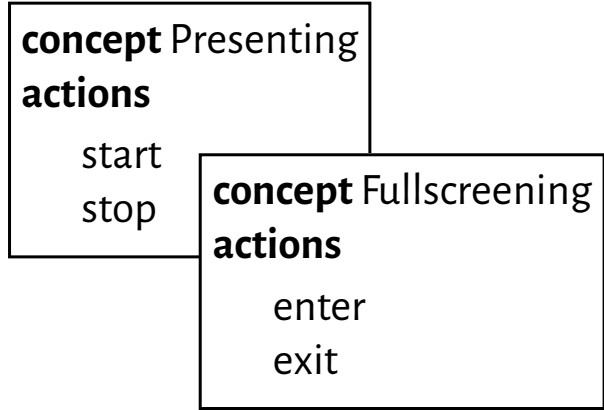 concept Presenting
actions
start
stop
concept Fullscreening
actions
enter
exit